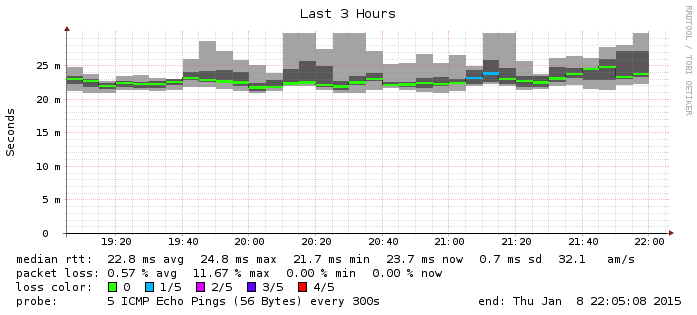 Last 3 Hours
RRDTOOL / TOBI OETIKER
Seconds
25 m
20 m
15 m
10 m
5 m
0
19:20 19:40 20:00 20:20 20:40 21:00 21:20 21:40 22:00
median rtt: 22.8 ms avg 24.8 ms max 21.7 ms min 23.7 ms now 0.7 ms sd 32.1 am/s
packet loss: 0.57 % avg 11.67 % max 0.00 % min 0.00 % now
loss color: 0 1/5 2/5 3/5 4/5
probe: 5 ICMP Echo Pings (56 Bytes) every 300s end: Thu Jan 8 22:05:08 2015